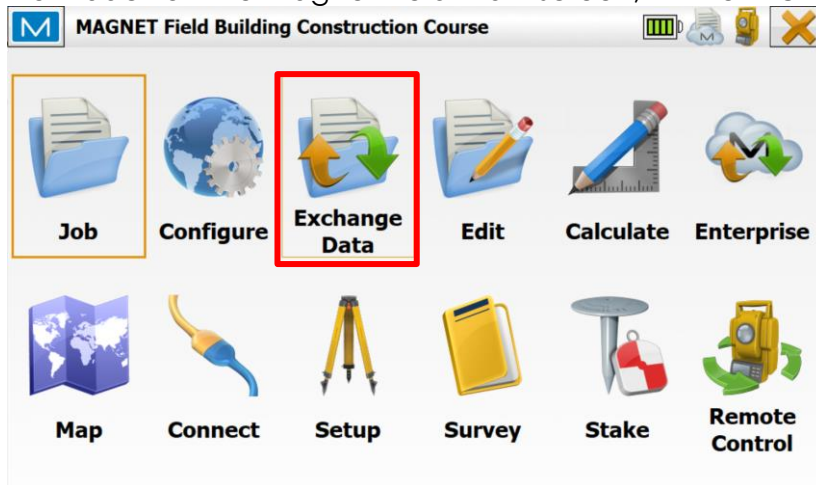 MAGNET Field Building Construction Course
Job
Configure
Exchange
Data
Edit
Calculate
Enterprise
Map
Connect
Setup
Survey
Stake
Remote
Control